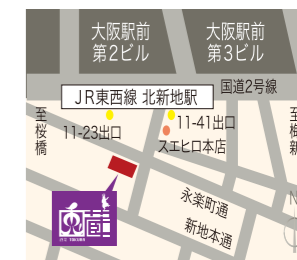 大阪駅前
第2ビル
大阪駅前
第3ビル
国道2号線
JR東西線 北新地駅
至桜橋
11-23出口
11-41出口
スエヒロ本店
永楽町通
新地本通
N